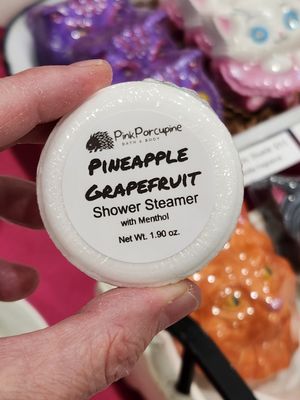 PinkPorcupine
BATH & BODY
PINEAPPLE
GRAPEFRUIT
Shower Steamer
with Menthol
Net Wt. 1.90 oz.